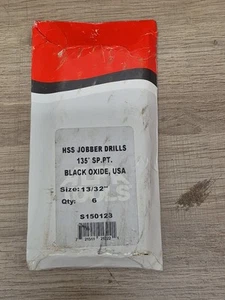 HSS JOBBER DRILLS
135° SP.PT.
BLACK OXIDE, USA
Size: 13/32"
Qty: 6
S150123